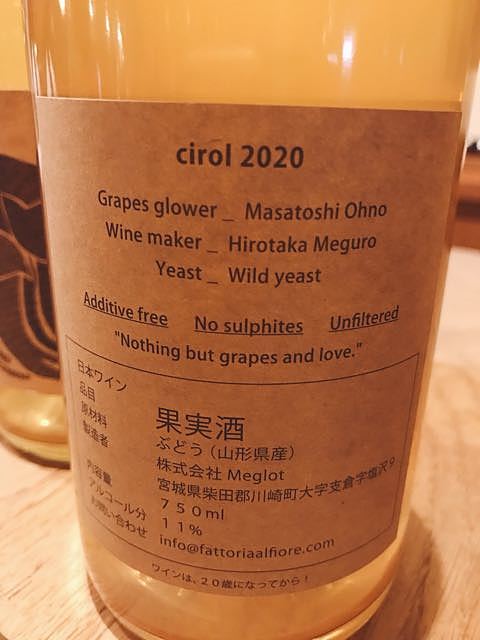 cirol 2020
Grapes glower _ Masatoshi Ohno
Wine maker _ Hirotaka Meguro
Yeast _ Wild yeast
Additive free No sulphites Unfiltered
"Nothing but grapes and love."
日本ワイン
品目 果実酒
原材料 ぶどう（山形県産）
製造者 株式会社 Meglot
宮城県柴田郡川崎町大字支倉字塩沢9
内容量 750ml
アルコール分 11%
お問い合わせ info@fattoriaalfiore.com
ワインは、20歳になってから！